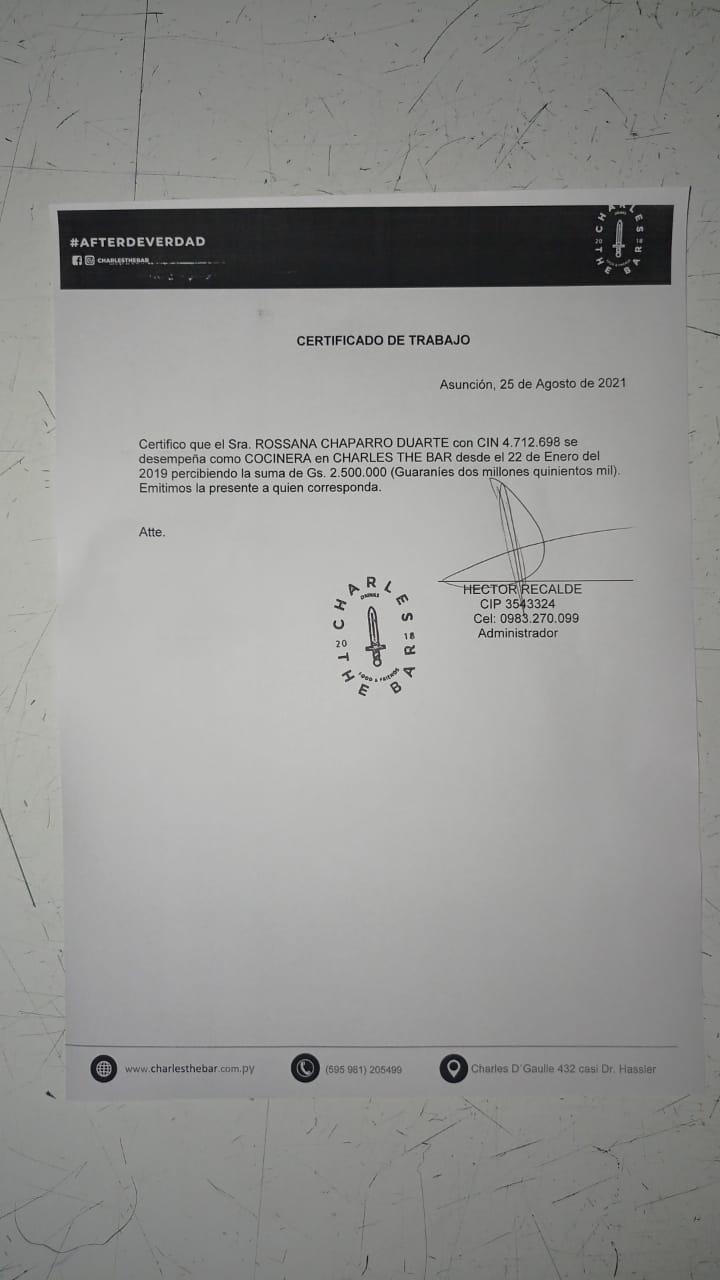 #AFTERDEVERDAD
CHARLESTHEBAR
CHARLES THE BAR
20 18
CERTIFICADO DE TRABAJO
Asunción, 25 de Agosto de 2021
Certifico que el Sra. ROSSANA CHAPARRO DUARTE con CIN 4.712.698 se
desempeña como COCINERA en CHARLES THE BAR desde el 22 de Enero del
2019 percibiendo la suma de Gs. 2.500.000 (Guaraníes dos millones quinientos mil).
Emitimos la presente a quien corresponda.
Atte.
HECTOR RECALDE
CIP 3543324
Cel: 0983.270.099
Administrador
CHARLES THE BAR
DRINKS
20 18
FOOD & FRIENDS
www.charlesthebar.com.py
(595 981) 205499
Charles D´Gaulle 432 casi Dr. Hassler